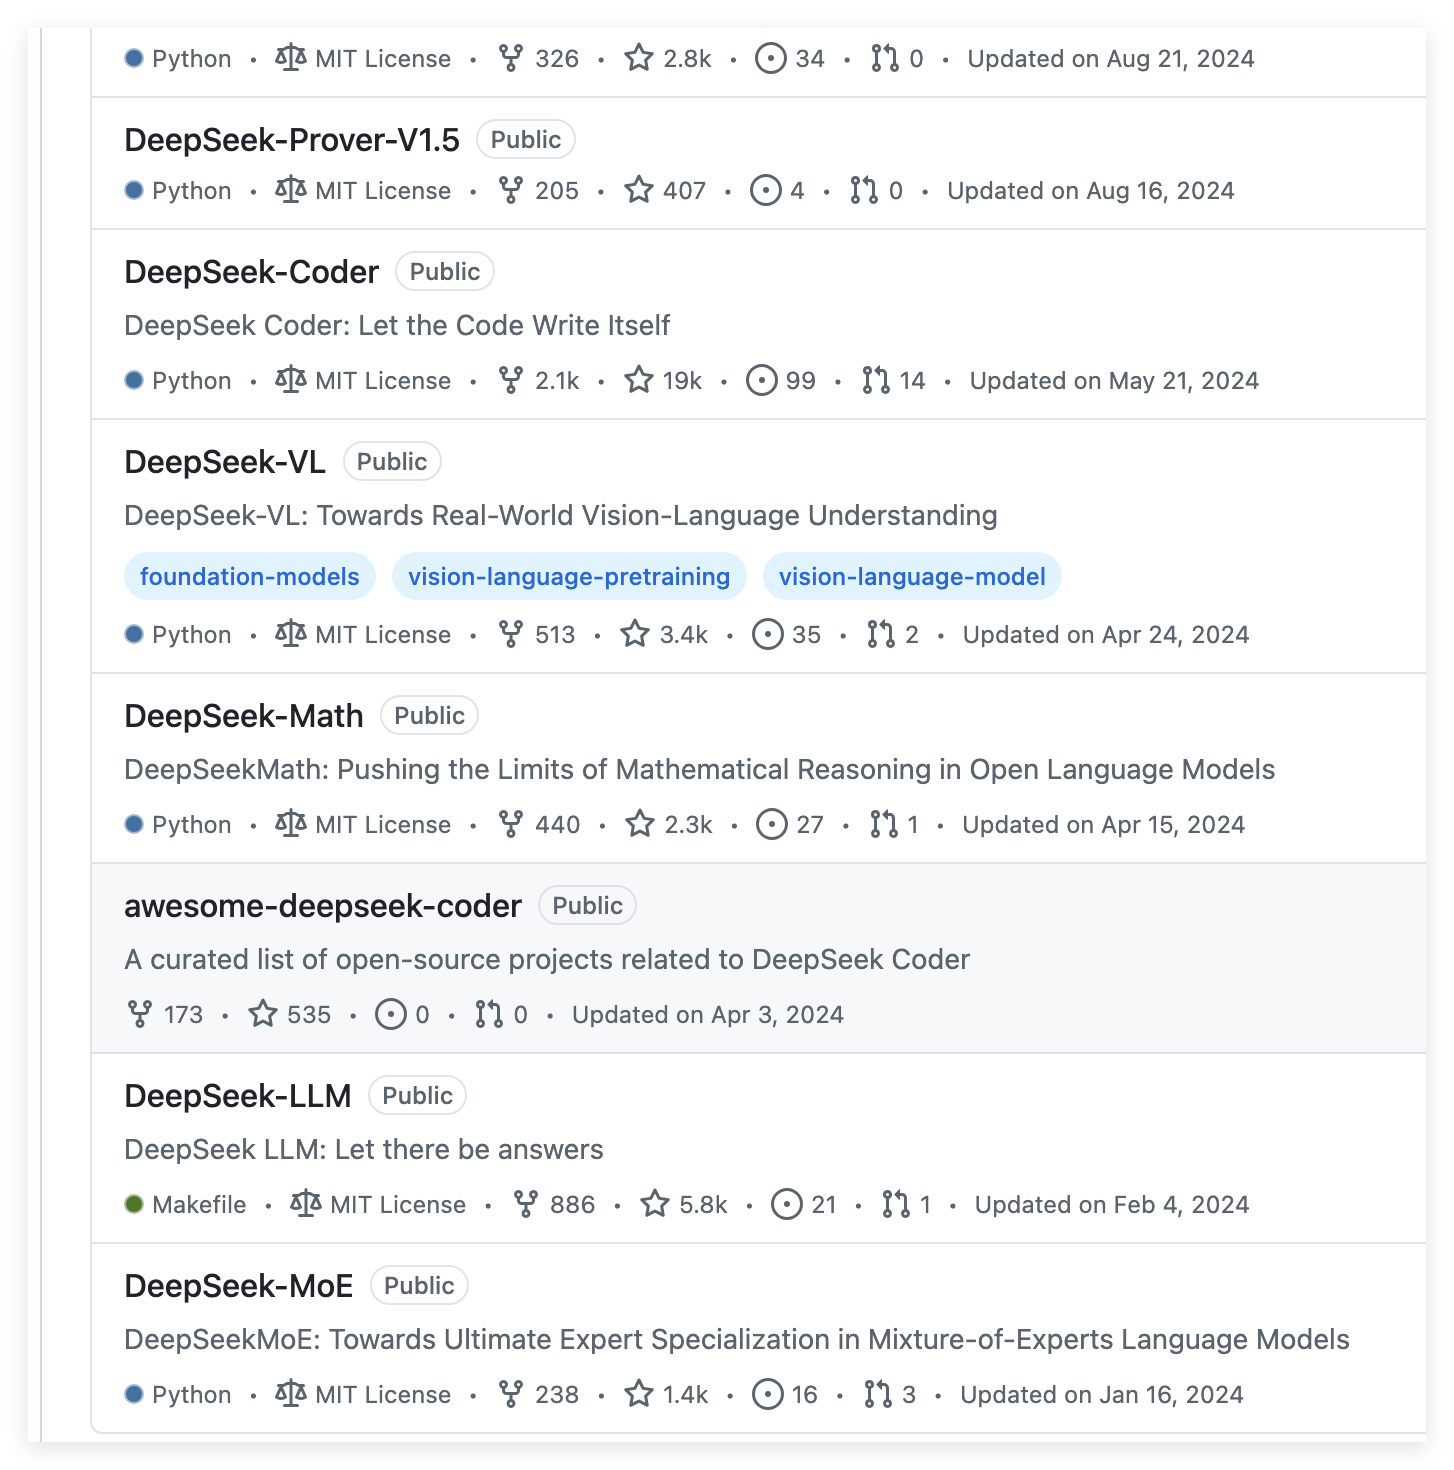 Python • MIT License • 326 • 2.8k • 34 • 0 • Updated on Aug 21, 2024
DeepSeek-Prover-V1.5 Public
Python • MIT License • 205 • 407 • 4 • 0 • Updated on Aug 16, 2024
DeepSeek-Coder Public
DeepSeek Coder: Let the Code Write Itself
Python • MIT License • 2.1k • 19k • 99 • 14 • Updated on May 21, 2024
DeepSeek-VL Public
DeepSeek-VL: Towards Real-World Vision-Language Understanding
foundation-models vision-language-pretraining vision-language-model
Python • MIT License • 513 • 3.4k • 35 • 2 • Updated on Apr 24, 2024
DeepSeek-Math Public
DeepSeekMath: Pushing the Limits of Mathematical Reasoning in Open Language Models
Python • MIT License • 440 • 2.3k • 27 • 1 • Updated on Apr 15, 2024
awesome-deepseek-coder Public
A curated list of open-source projects related to DeepSeek Coder
173 • 535 • 0 • 0 • Updated on Apr 3, 2024
DeepSeek-LLM Public
DeepSeek LLM: Let there be answers
Makefile • MIT License • 886 • 5.8k • 21 • 1 • Updated on Feb 4, 2024
DeepSeek-MoE Public
DeepSeekMoE: Towards Ultimate Expert Specialization in Mixture-of-Experts Language Models
Python • MIT License • 238 • 1.4k • 16 • 3 • Updated on Jan 16, 2024